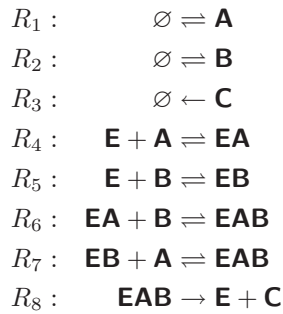 R₁ : ∅ ⇌ A
R₂ : ∅ ⇌ B
R₃ : ∅ ← C
R₄ : E + A ⇌ EA
R₅ : E + B ⇌ EB
R₆ : EA + B ⇌ EAB
R₇ : EB + A ⇌ EAB
R₈ : EAB → E + C